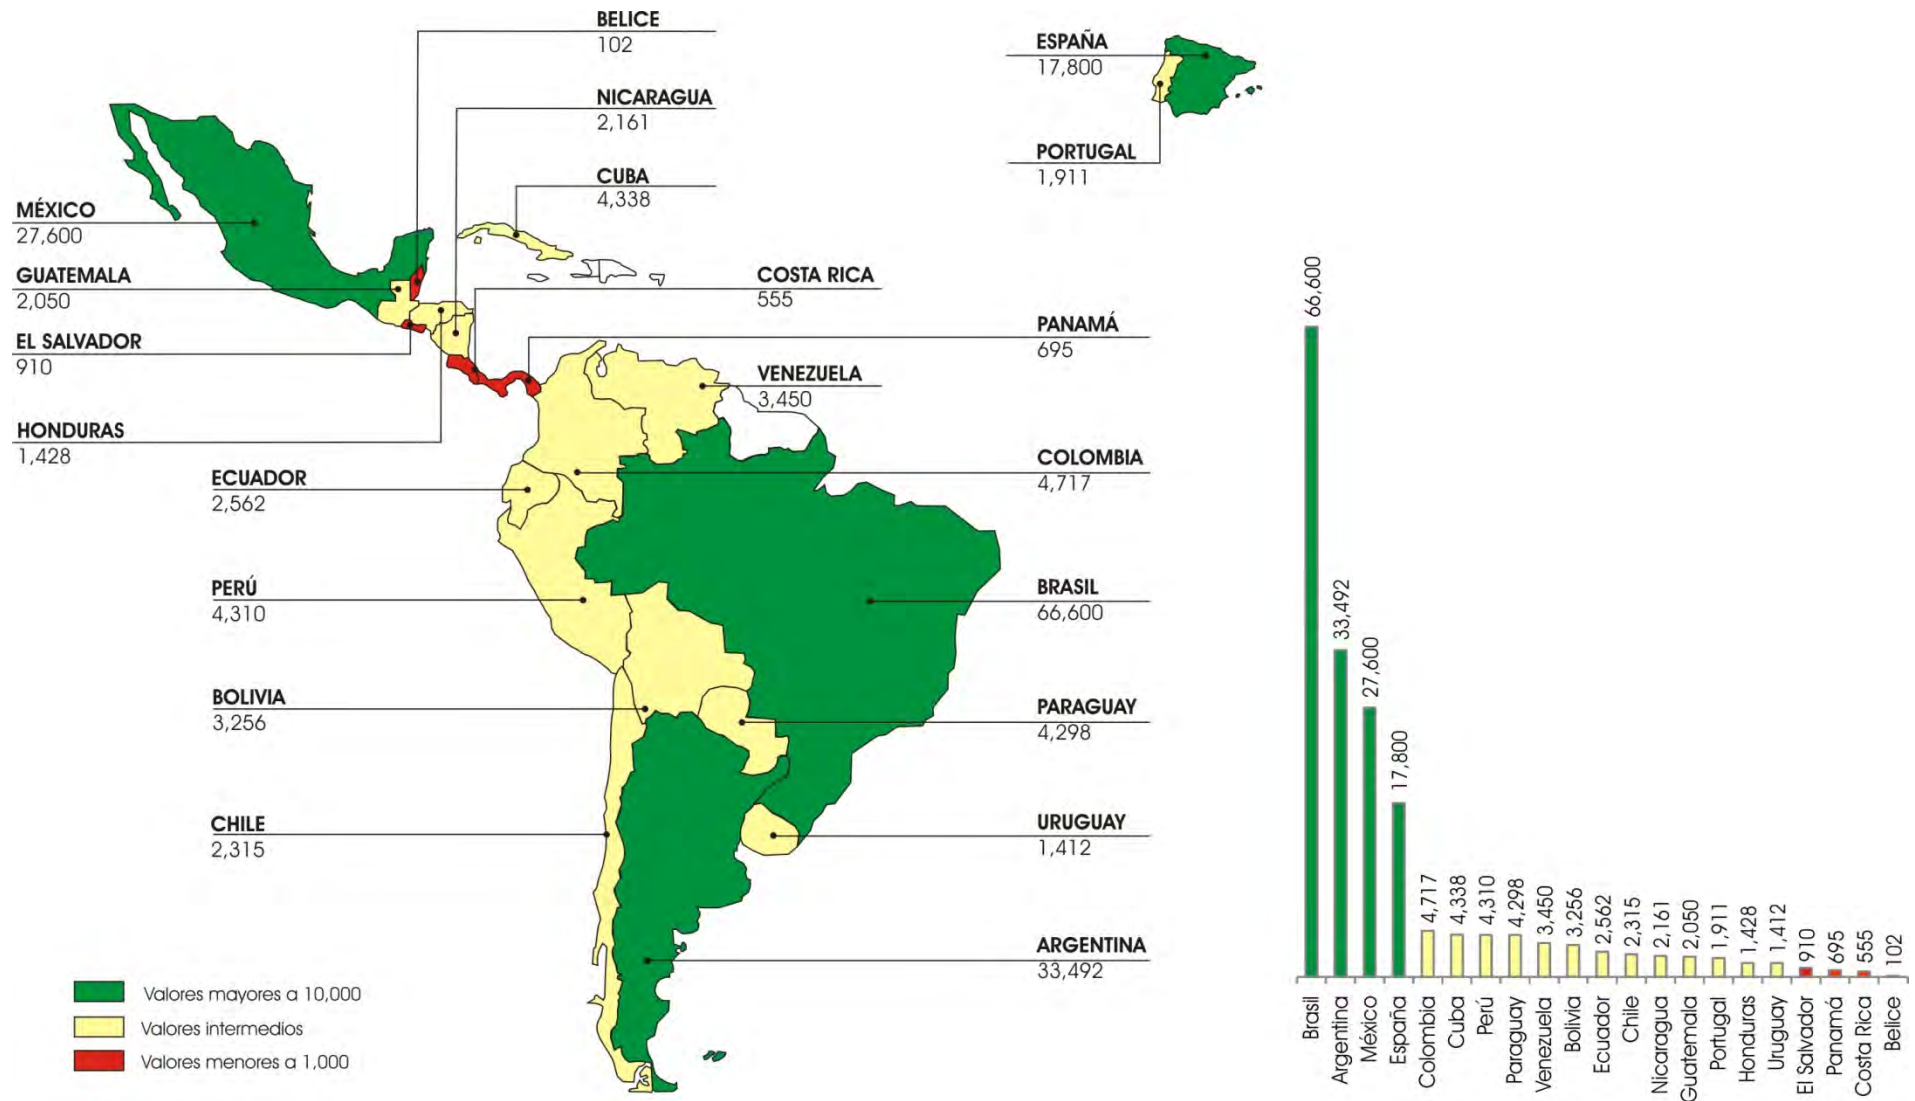 BELICE
102
NICARAGUA
2,161
CUBA
4,338
ESPAÑA
17,800
PORTUGAL
1,911
MÉXICO
27,600
GUATEMALA
2,050
EL SALVADOR
910
HONDURAS
1,428
COSTA RICA
555
PANAMÁ
695
VENEZUELA
3,450
COLOMBIA
4,717
ECUADOR
2,562
PERÚ
4,310
BRASIL
66,600
BOLIVIA
3,256
PARAGUAY
4,298
CHILE
2,315
URUGUAY
1,412
ARGENTINA
33,492
Valores mayores a 10,000
Valores intermedios
Valores menores a 1,000
66,600
33,492
27,600
17,800
4,717
4,338
4,310
4,298
3,450
3,256
2,562
2,315
2,161
2,050
1,911
1,428
1,412
910
695
555
102
Brasil
Argentina
México
España
Colombia
Cuba
Perú
Paraguay
Venezuela
Bolivia
Ecuador
Chile
Nicaragua
Guatemala
Portugal
Honduras
Uruguay
El Salvador
Panamá
Costa Rica
Belice